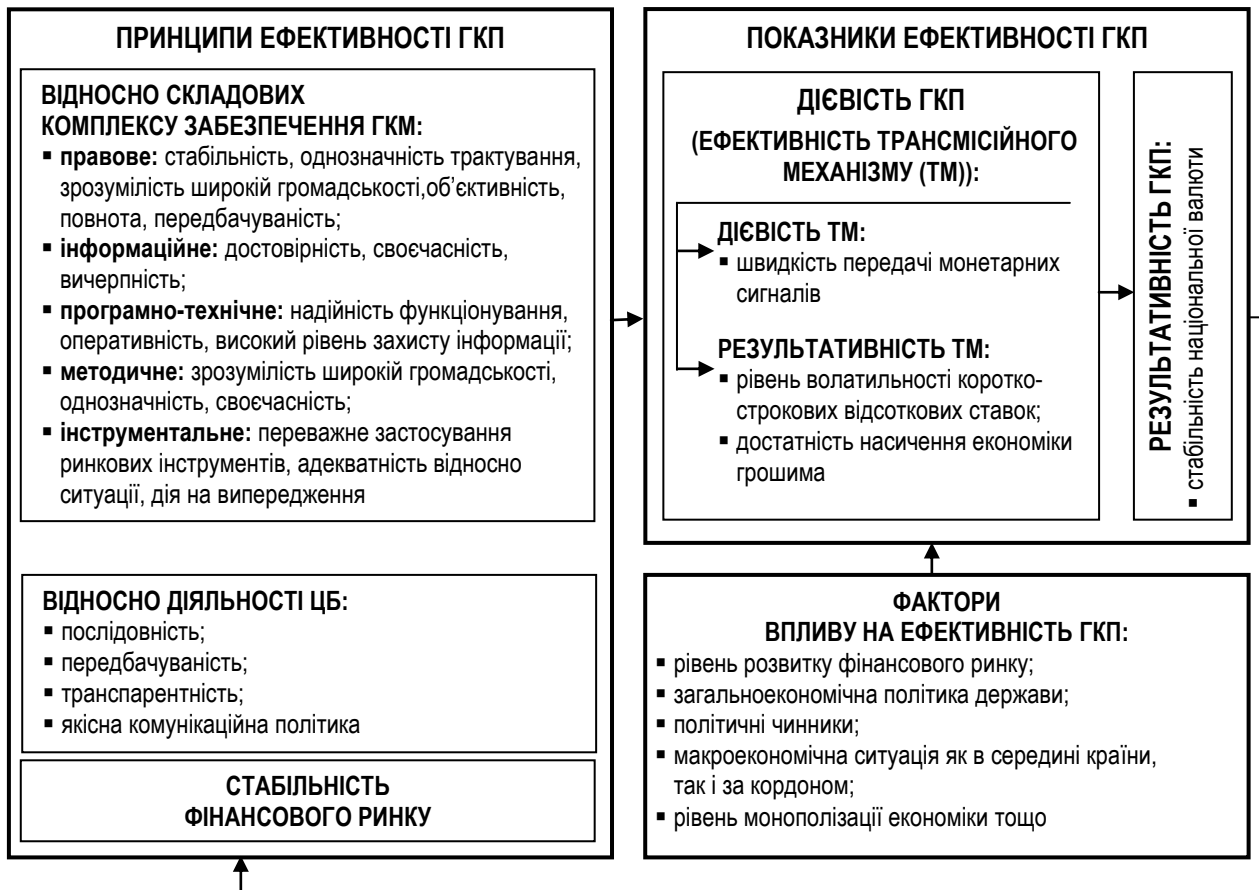 ПРИНЦИПИ ЕФЕКТИВНОСТІ ГКП
ВІДНОСНО СКЛАДОВИХ
КОМПЛЕКСУ ЗАБЕЗПЕЧЕННЯ ГКМ:
▪ правове: стабільність, однозначність трактування,
зрозумілість широкій громадськості,об’єктивність,
повнота, передбачуваність;
▪ інформаційне: достовірність, своєчасність,
вичерпність;
▪ програмно-технічне: надійність функціонування,
оперативність, високий рівень захисту інформації;
▪ методичне: зрозумілість широкій громадськості,
однозначність, своєчасність;
▪ інструментальне: переважне застосування
ринкових інструментів, адекватність відносно
ситуації, дія на випередження
ВІДНОСНО ДІЯЛЬНОСТІ ЦБ:
▪ послідовність;
▪ передбачуваність;
▪ транспарентність;
▪ якісна комунікаційна політика
СТАБІЛЬНІСТЬ
ФІНАНСОВОГО РИНКУ
ПОКАЗНИКИ ЕФЕКТИВНОСТІ ГКП
ДІЄВІСТЬ ГКП
(ЕФЕКТИВНІСТЬ ТРАНСМІСІЙНОГО
МЕХАНІЗМУ (ТМ)):
ДІЄВІСТЬ ТМ:
▪ швидкість передачі монетарних
сигналів
РЕЗУЛЬТАТИВНІСТЬ ТМ:
▪ рівень волатильності коротко-
строкових відсоткових ставок;
▪ достатність насичення економіки
грошима
РЕЗУЛЬТАТИВНІСТЬ ГКП:
▪ стабільність національної валюти
ФАКТОРИ
ВПЛИВУ НА ЕФЕКТИВНІСТЬ ГКП:
▪ рівень розвитку фінансового ринку;
▪ загальноекономічна політика держави;
▪ політичні чинники;
▪ макроекономічна ситуація як в середині країни,
так і за кордоном;
▪ рівень монополізації економіки тощо